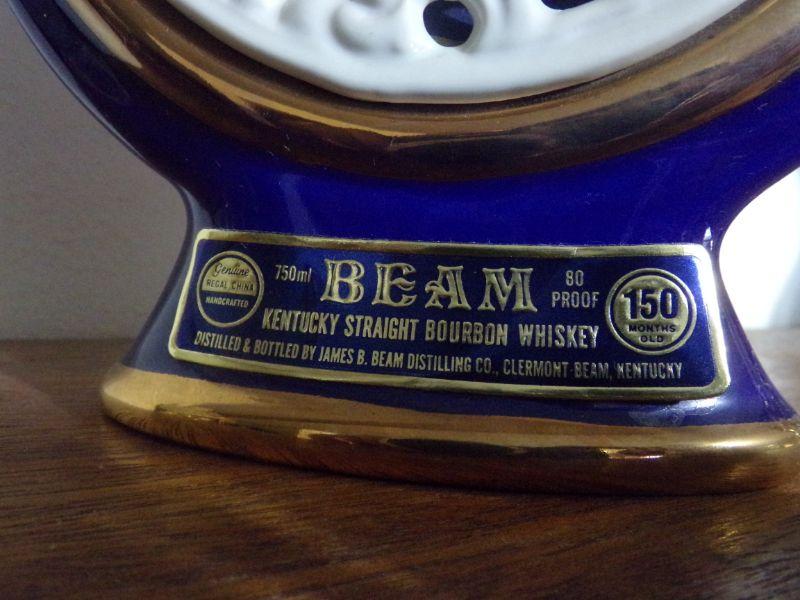 Genuine
REGAL CHINA
HANDCRAFTED
750ml
BEAM
80
PROOF
KENTUCKY STRAIGHT BOURBON WHISKEY
DISTILLED & BOTTLED BY JAMES B. BEAM DISTILLING CO., CLERMONT-BEAM, KENTUCKY
150
MONTHS
OLD